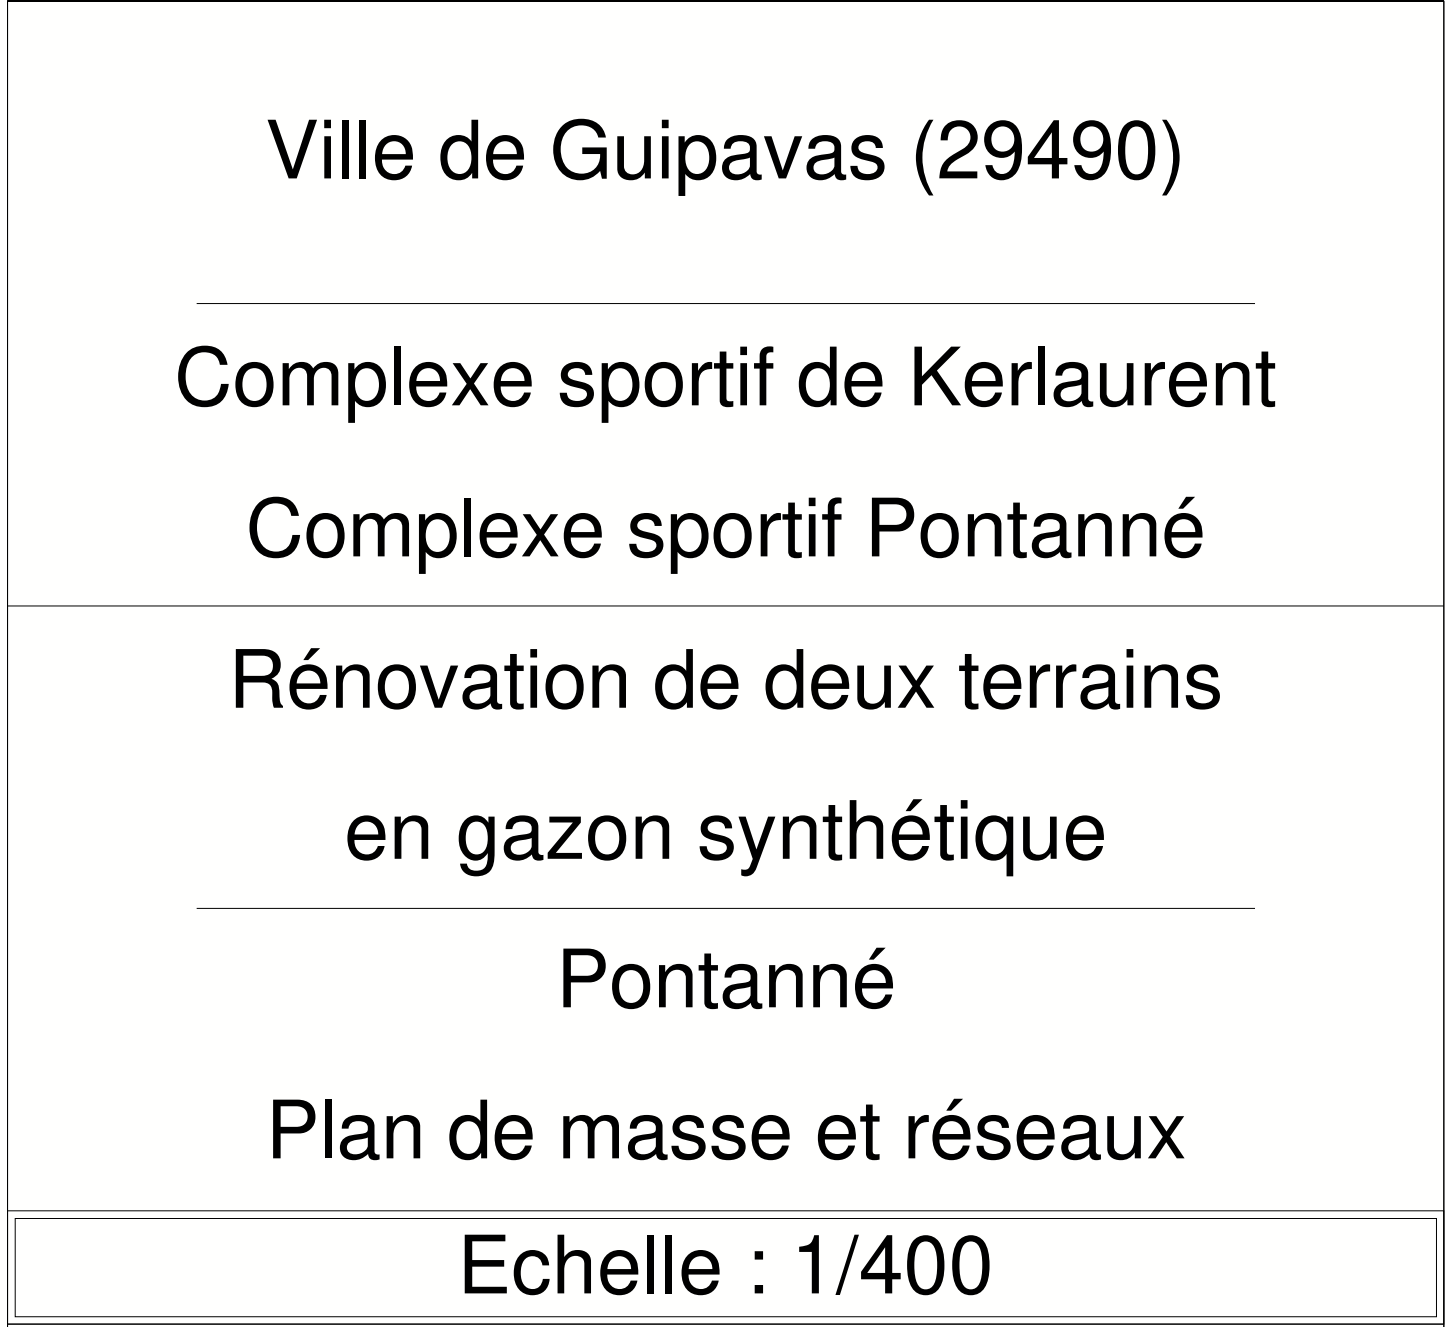 Ville de Guipavas (29490)
Complexe sportif de Kerlaurent
Complexe sportif Pontanné
Rénovation de deux terrains
en gazon synthétique
Pontanné
Plan de masse et réseaux
Echelle : 1/400